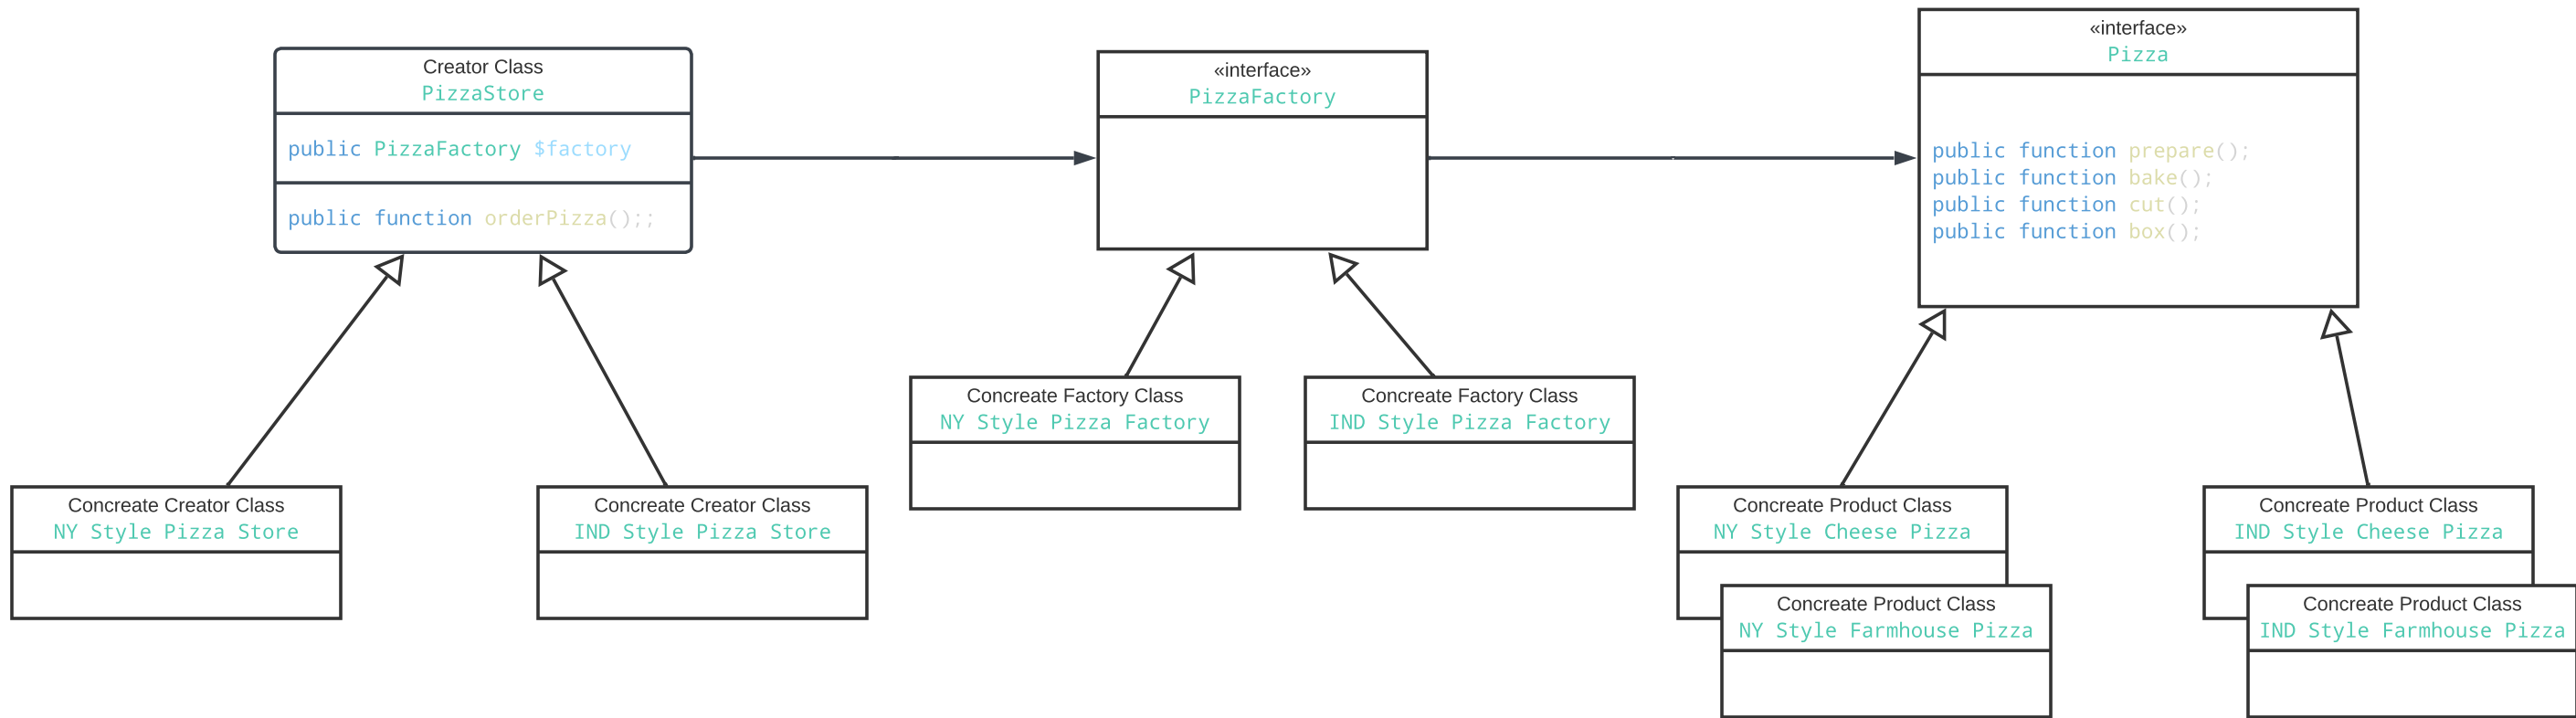 Creator Class
PizzaStore
public PizzaFactory $factory
public function orderPizza();;
«interface»
PizzaFactory
«interface»
Pizza
public function prepare();
public function bake();
public function cut();
public function box();
Concreate Creator Class
NY Style Pizza Store
Concreate Creator Class
IND Style Pizza Store
Concreate Factory Class
NY Style Pizza Factory
Concreate Factory Class
IND Style Pizza Factory
Concreate Product Class
NY Style Cheese Pizza
Concreate Product Class
NY Style Farmhouse Pizza
Concreate Product Class
IND Style Cheese Pizza
Concreate Product Class
IND Style Farmhouse Pizza